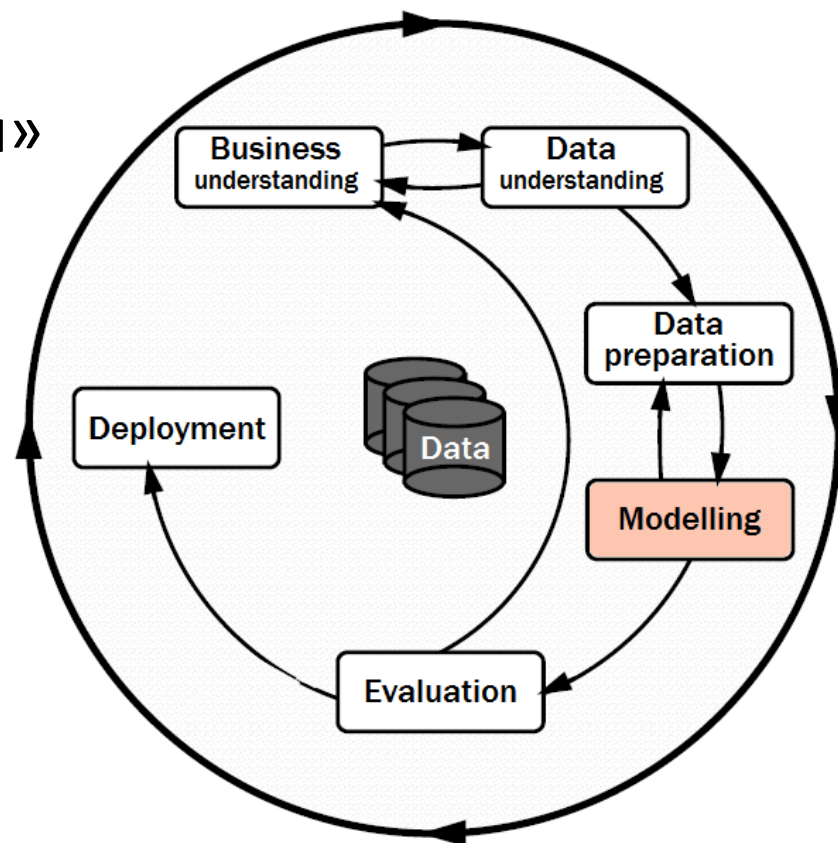 »
Business
understanding
Data
understanding
Data
preparation
Deployment
Data
Modelling
Evaluation